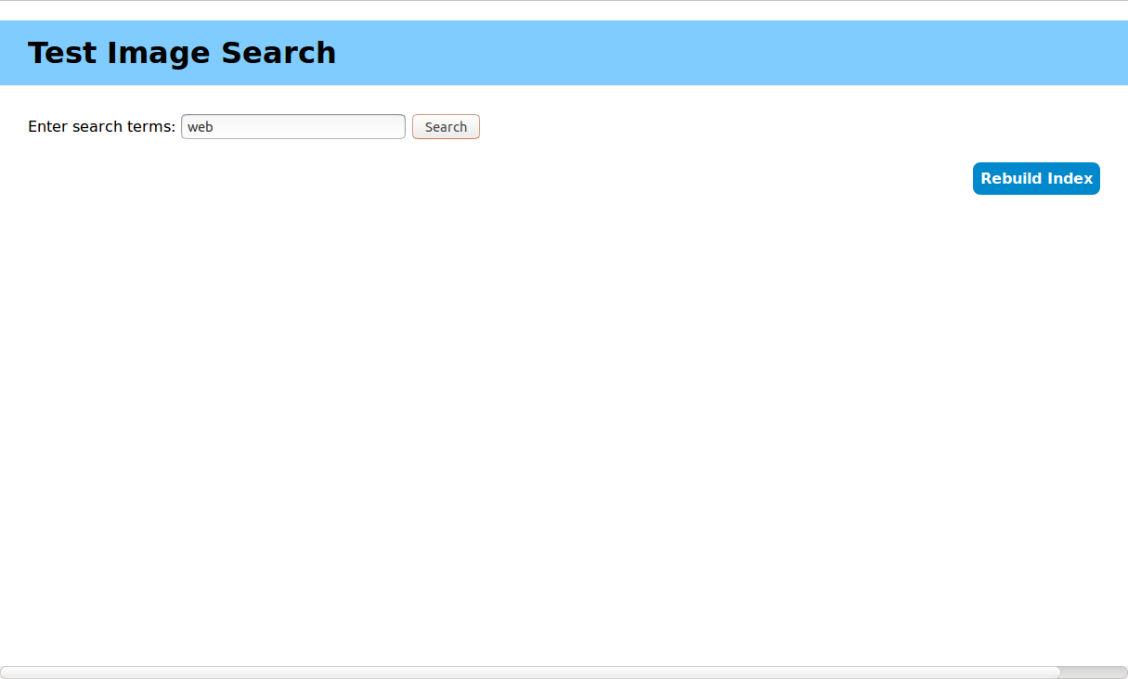 Test Image Search
Enter search terms: web Search
Rebuild Index